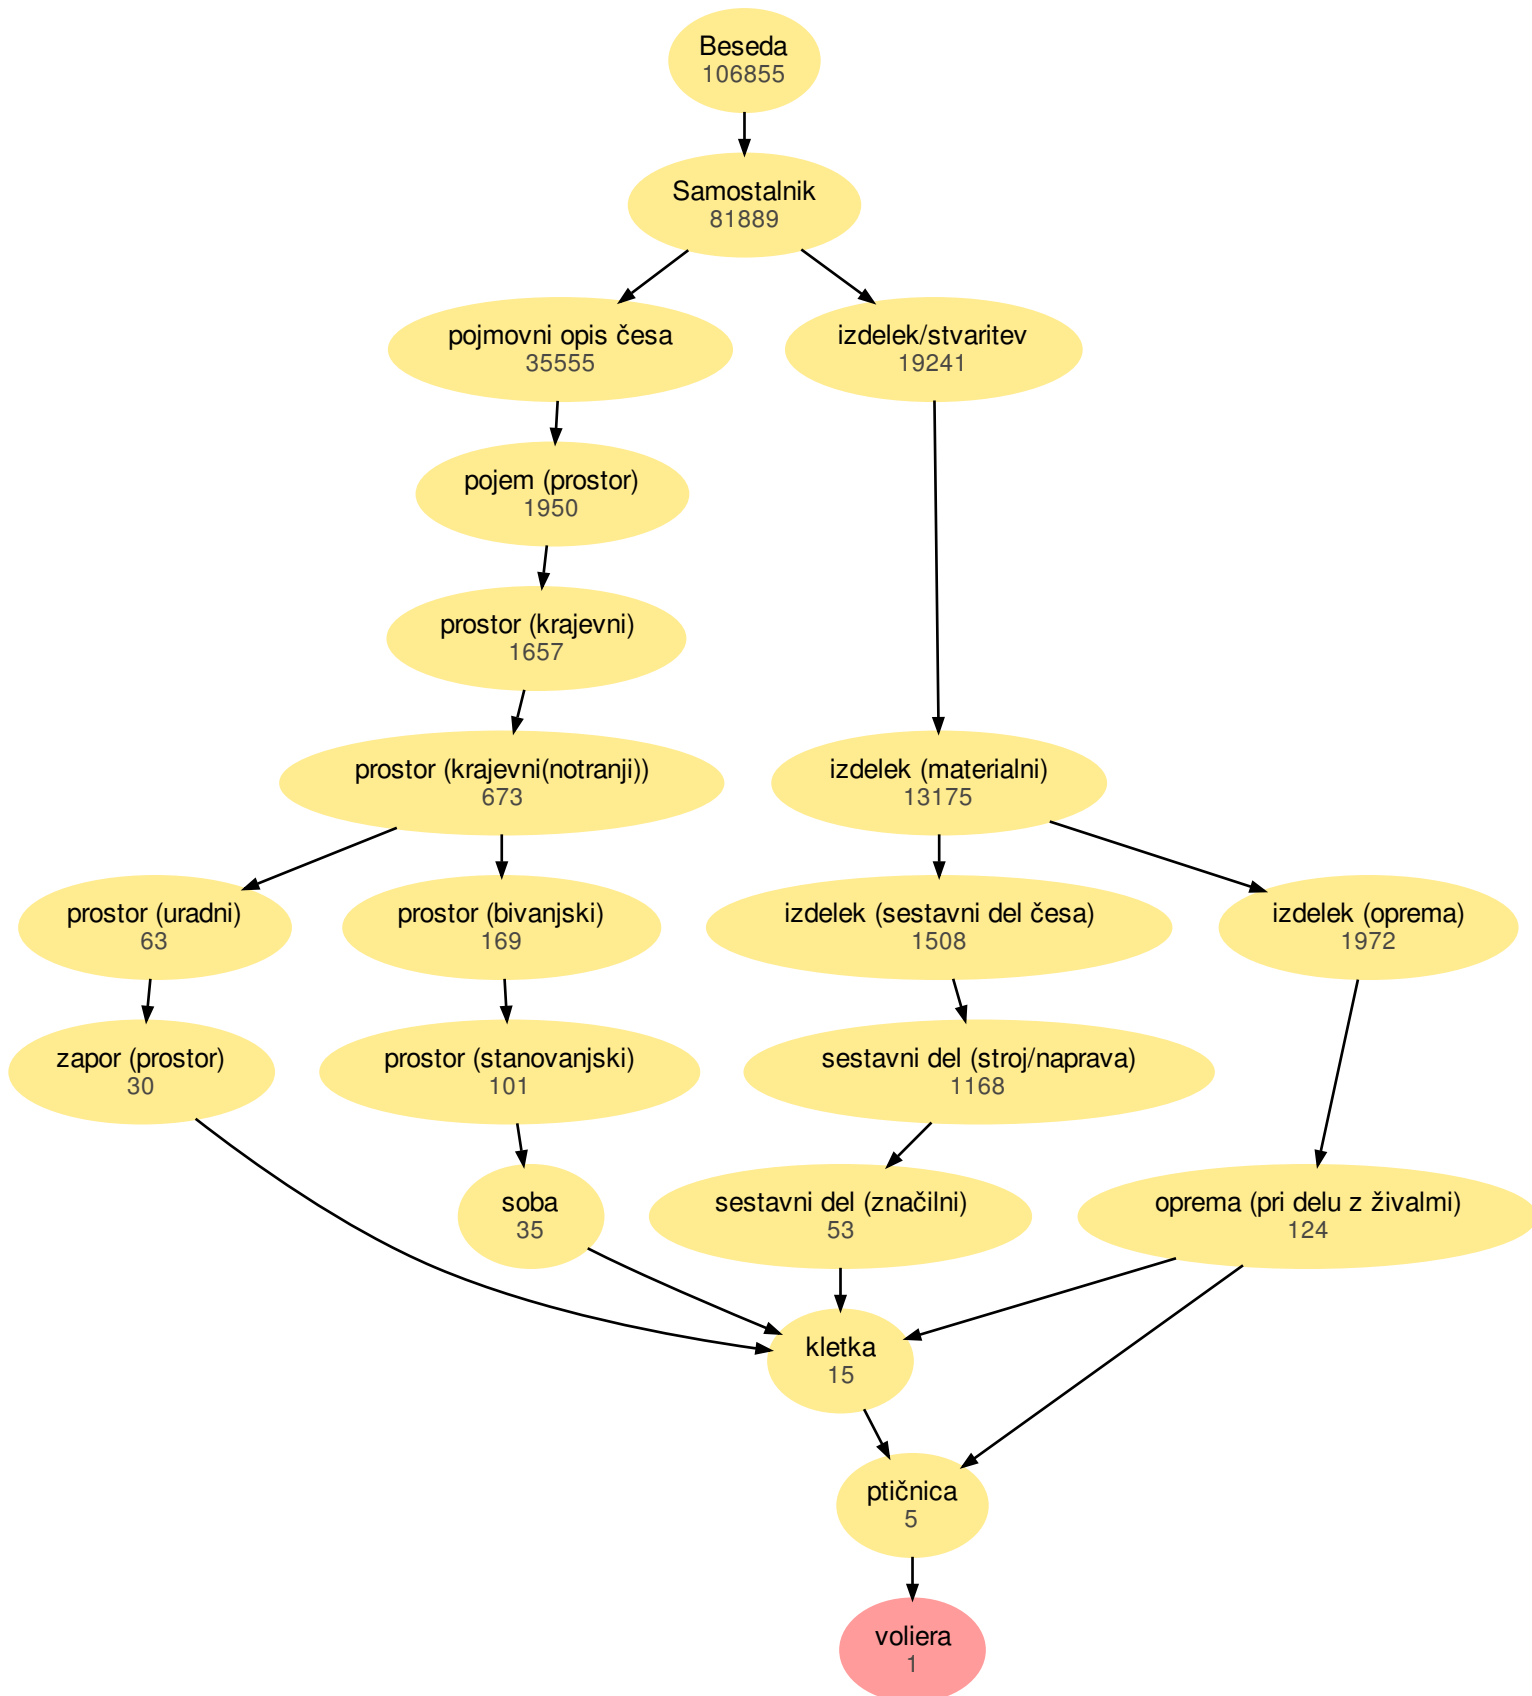 Beseda
106855
Samostalnik
81889
pojmovni opis česa
35555
izdelek/stvaritev
19241
pojem (prostor)
1950
prostor (krajevni)
1657
prostor (krajevni(notranji))
673
izdelek (materialni)
13175
prostor (uradni)
63
prostor (bivanjski)
169
izdelek (sestavni del česa)
1508
izdelek (oprema)
1972
zapor (prostor)
30
prostor (stanovanjski)
101
sestavni del (stroj/naprava)
1168
soba
35
sestavni del (značilni)
53
oprema (pri delu z živalmi)
124
kletka
15
ptičnica
5
voliera
1